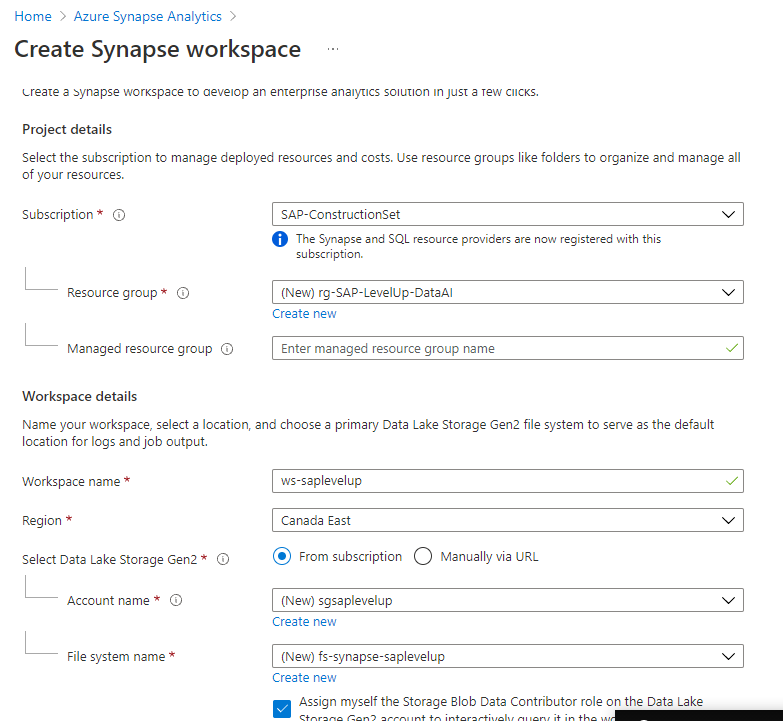 Home > Azure Synapse Analytics >
Create Synapse workspace ...
Create a Synapse workspace to develop an enterprise analytics solution in just a few clicks.
Project details
Select the subscription to manage deployed resources and costs. Use resource groups like folders to organize and manage all
of your resources.
Subscription *
SAP-ConstructionSet
The Synapse and SQL resource providers are now registered with this
subscription.
Resource group *
(New) rg-SAP-LevelUp-DataAI
Create new
Managed resource group
Enter managed resource group name
Workspace details
Name your workspace, select a location, and choose a primary Data Lake Storage Gen2 file system to serve as the default
location for logs and job output.
Workspace name *
ws-saplevelup
Region *
Canada East
Select Data Lake Storage Gen2 *
From subscription
Manually via URL
Account name *
(New) sgsaplevelup
Create new
File system name *
(New) fs-synapse-saplevelup
Create new
Assign myself the Storage Blob Data Contributor role on the Data Lake
Storage Gen2 account to interactively query it in the